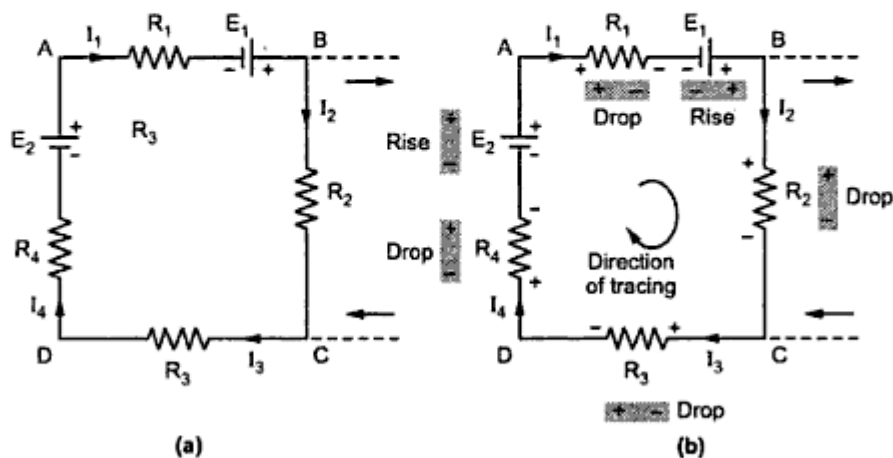 A
I1
R1
E1
B
- +
I2
E2
+
-
R3
R2
R4
I4
D
R3
I3
C
(a)
+
-
Rise
+
-
Drop
A
I1
R1
E1
B
+ - - +
+ -
Drop
- +
Rise
I2
E2
+
-
+
R2
-
+
-
Drop
-
R4
+
Direction
of tracing
I4
D
- +
R3
I3
C
+ - Drop
(b)